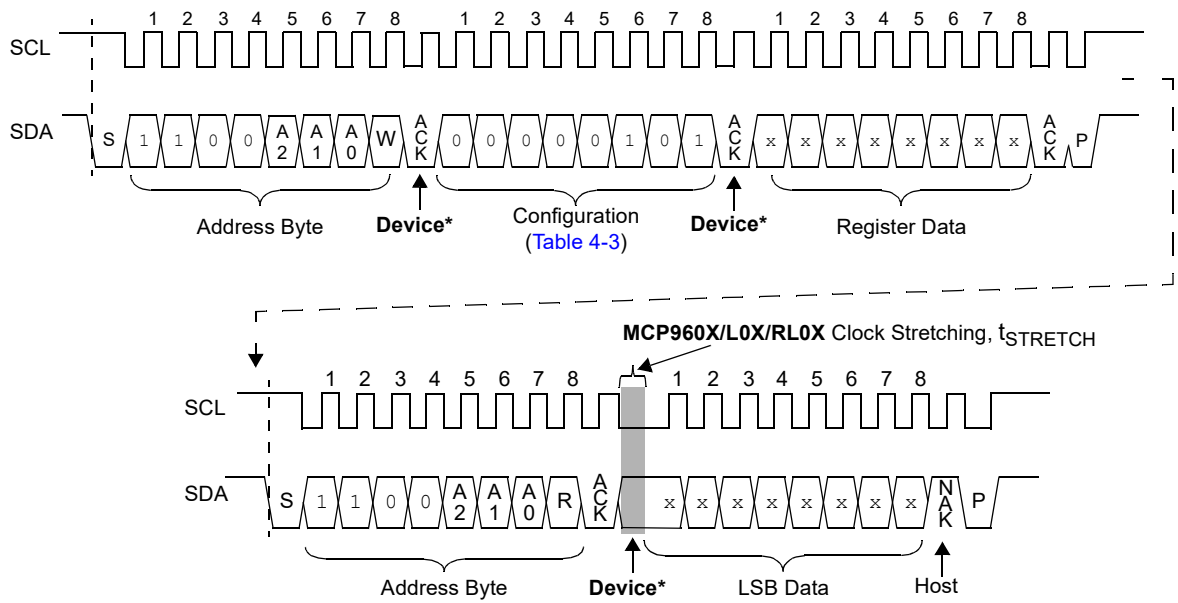 1 2 3 4 5 6 7 8 1 2 3 4 5 6 7 8 1 2 3 4 5 6 7 8
SCL
SDA
S 1 1 0 0 A2 A1 A0 W ACK 0 0 0 0 0 1 0 1 ACK x x x x x x x x ACK P
Address Byte
Device*
Configuration
(Table 4-3)
Device*
Register Data
MCP960X/L0X/RL0X Clock Stretching, tSTRETCH
1 2 3 4 5 6 7 8 1 2 3 4 5 6 7 8
SCL
SDA
S 1 1 0 0 A2 A1 A0 R ACK x x x x x x x x NAK P
Address Byte
Device*
LSB Data
Host